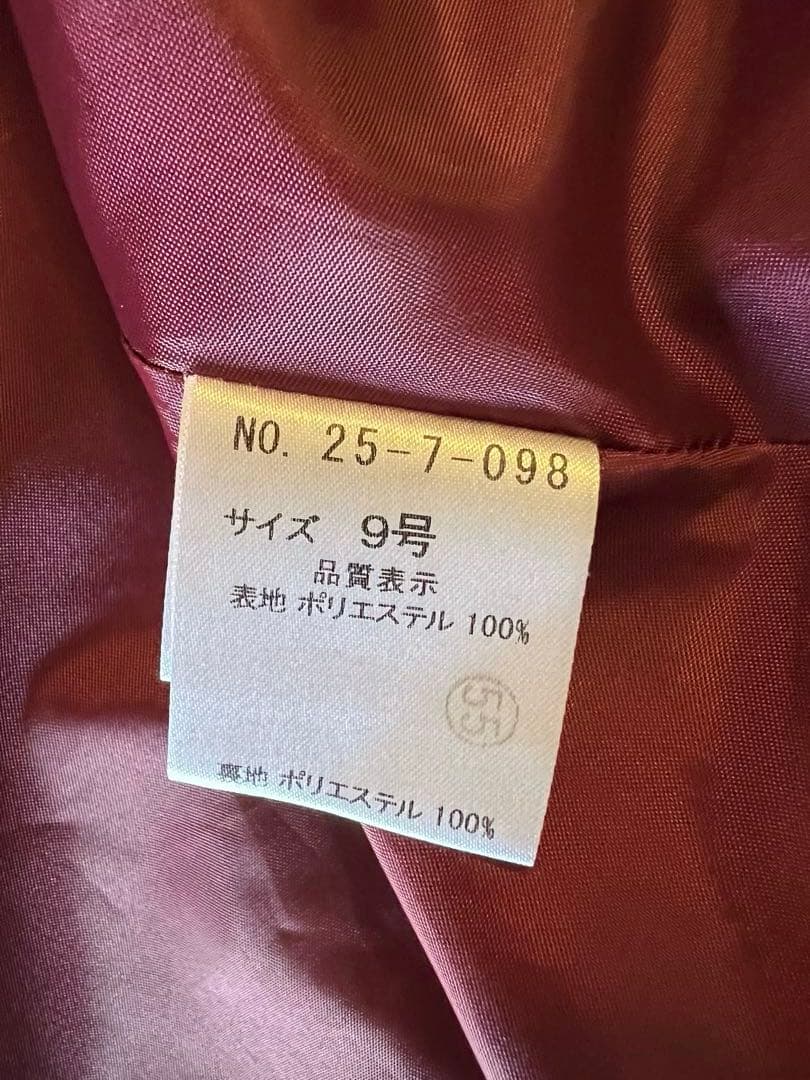 NO. 25-7-098
サイズ 9号
品質表示
表地 ポリエステル 100%
55
裏地 ポリエステル 100%